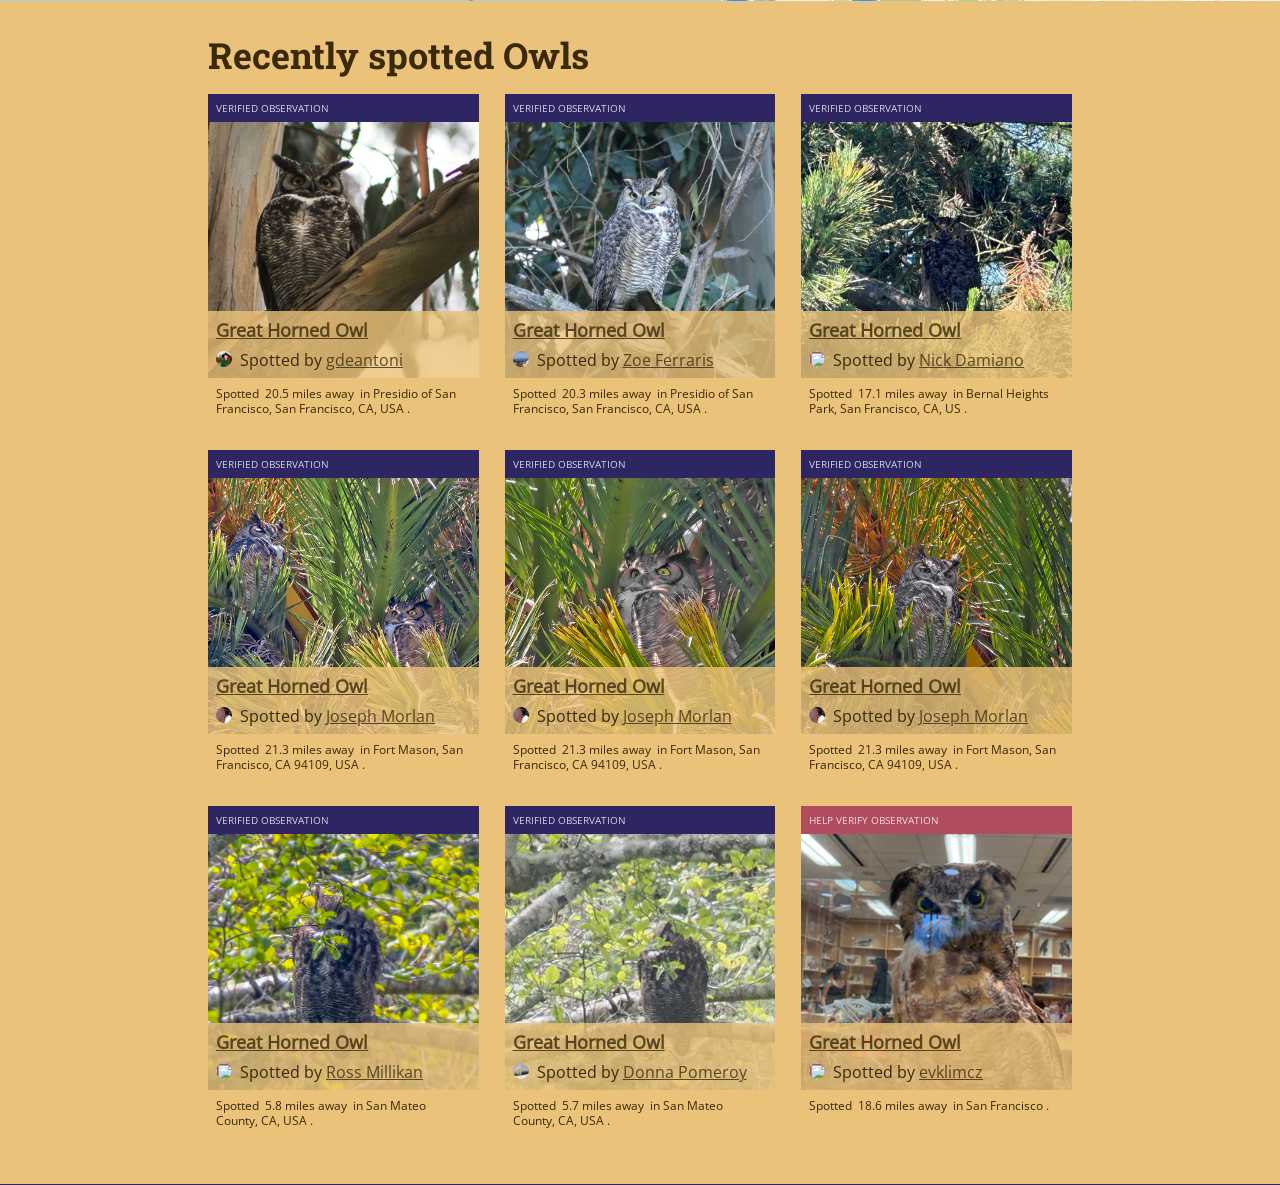 Recently spotted Owls
VERIFIED OBSERVATION
Great Horned Owl
Spotted by gdeantoni
Spotted 20.5 miles away in Presidio of San
Francisco, San Francisco, CA, USA .
VERIFIED OBSERVATION
Great Horned Owl
Spotted by Zoe Ferraris
Spotted 20.3 miles away in Presidio of San
Francisco, San Francisco, CA, USA .
VERIFIED OBSERVATION
Great Horned Owl
Spotted by Nick Damiano
Spotted 17.1 miles away in Bernal Heights
Park, San Francisco, CA, US .
VERIFIED OBSERVATION
Great Horned Owl
Spotted by Joseph Morlan
Spotted 21.3 miles away in Fort Mason, San
Francisco, CA 94109, USA .
VERIFIED OBSERVATION
Great Horned Owl
Spotted by Joseph Morlan
Spotted 21.3 miles away in Fort Mason, San
Francisco, CA 94109, USA .
VERIFIED OBSERVATION
Great Horned Owl
Spotted by Joseph Morlan
Spotted 21.3 miles away in Fort Mason, San
Francisco, CA 94109, USA .
VERIFIED OBSERVATION
Great Horned Owl
Spotted by Ross Millikan
Spotted 5.8 miles away in San Mateo
County, CA, USA .
VERIFIED OBSERVATION
Great Horned Owl
Spotted by Donna Pomeroy
Spotted 5.7 miles away in San Mateo
County, CA, USA .
HELP VERIFY OBSERVATION
Great Horned Owl
Spotted by evklimcz
Spotted 18.6 miles away in San Francisco .